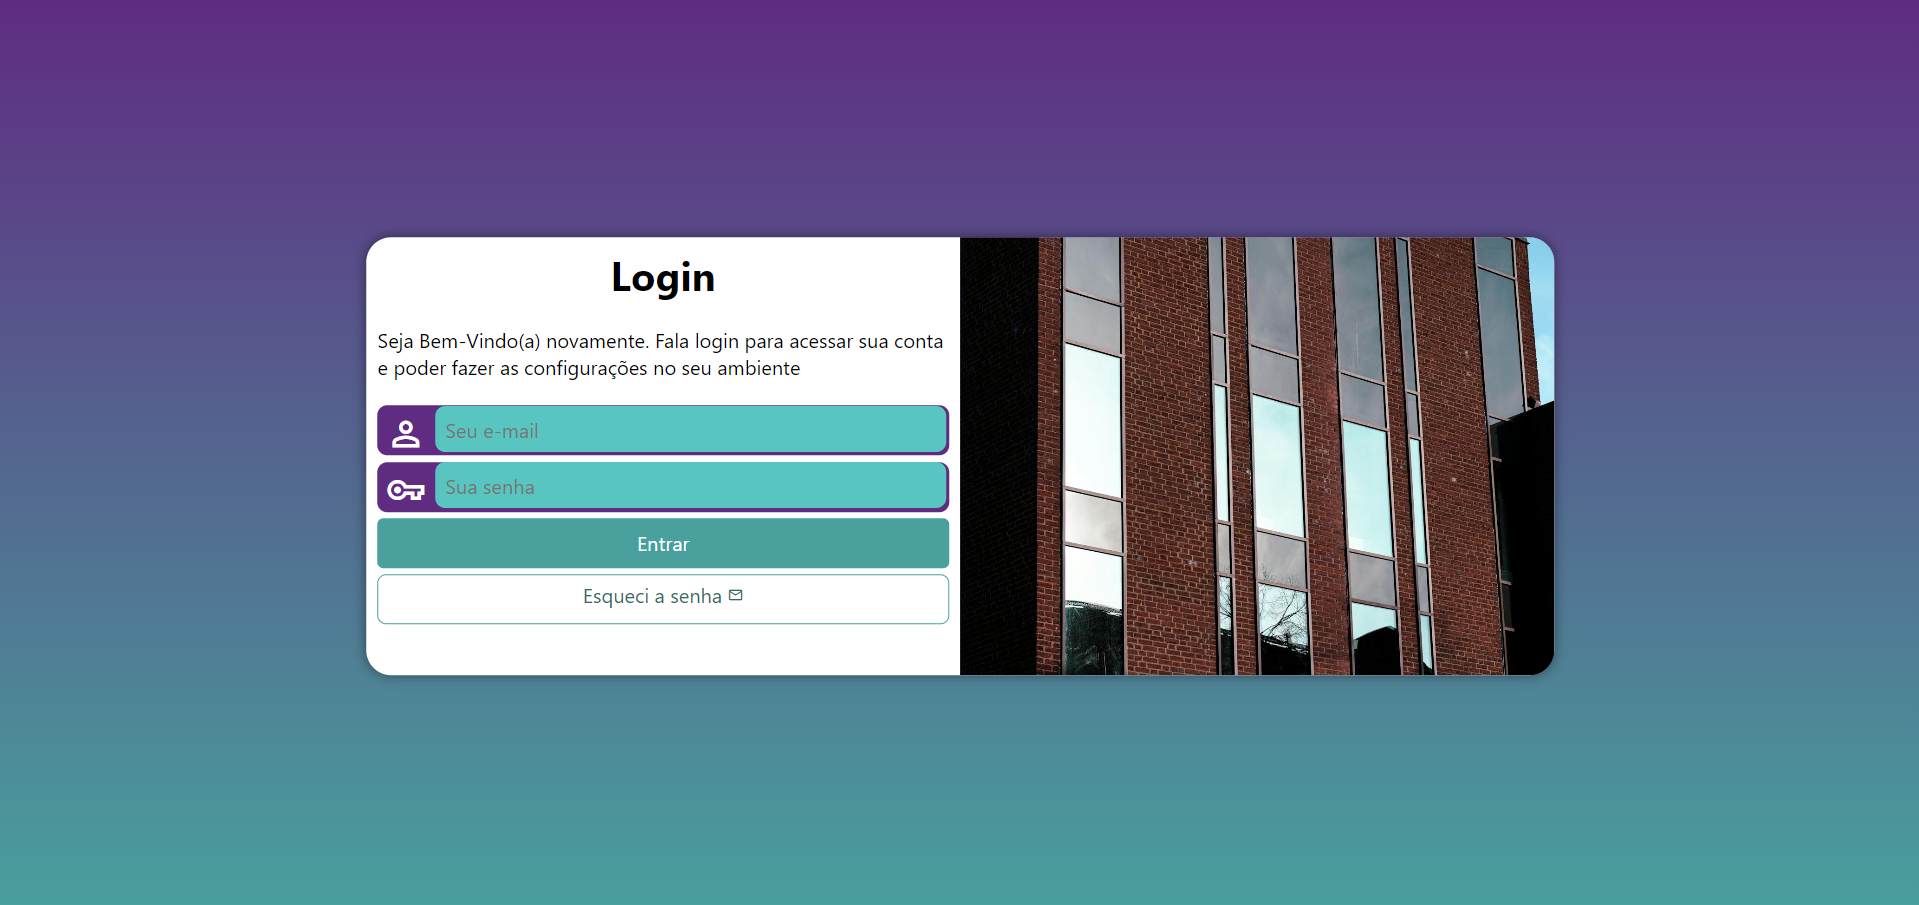 Login
Seja Bem-Vindo(a) novamente. Fala login para acessar sua conta
e poder fazer as configurações no seu ambiente
Seu e-mail
Sua senha
Entrar
Esqueci a senha